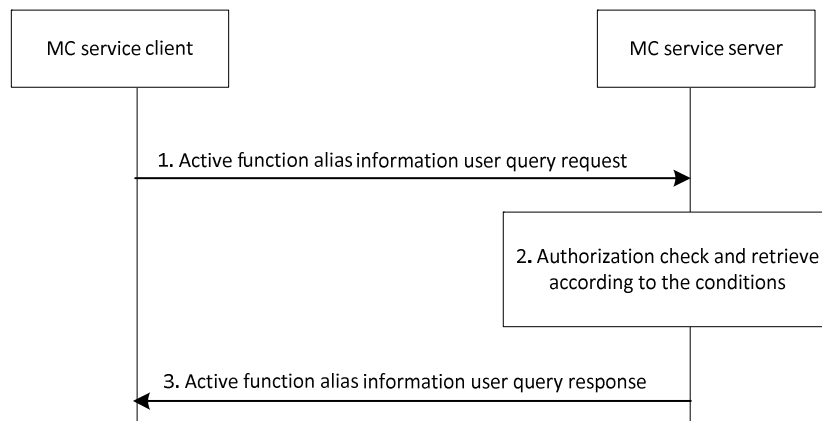 MC service client
MC service server
1. Active function alias information user query request
2. Authorization check and retrieve
according to the conditions
3. Active function alias information user query response